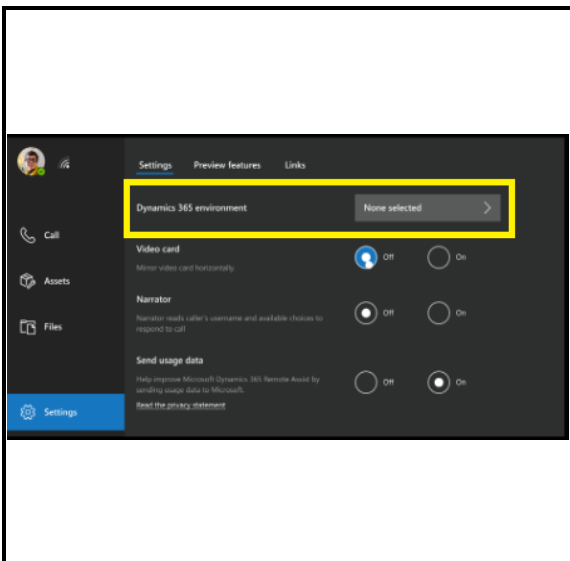 Settings Preview features Links
Dynamics 365 environment None selected
Call
Video card Off On
Mirror video card horizontally.
Assets
Narrator Off On
Narrator reads caller's username and available choices to
respond to call
Files
Send usage data
Help improve Microsoft Dynamics 365 Remote Assist by Off On
sending usage data to Microsoft.
Read the privacy statement
Settings